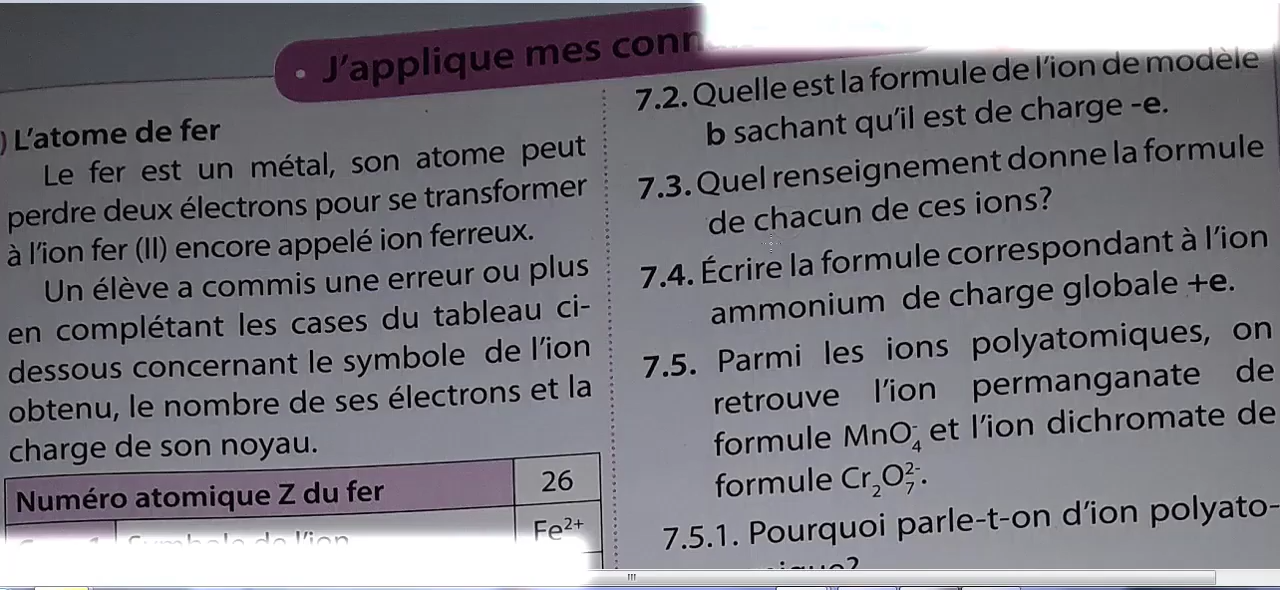 • J'applique mes
) L'atome de fer
Le fer est un métal, son atome peut
perdre deux électrons pour se transformer
à l'ion fer (II) encore appelé ion ferreux.
Un élève a commis une erreur ou plus
en complétant les cases du tableau ci-
dessous concernant le symbole de l'ion
obtenu, le nombre de ses électrons et la
charge de son noyau.
Numéro atomique Z du fer 26
Symbole de l'ion Fe²⁺
7.2. Quelle est la formule de l'ion de modèle
b sachant qu'il est de charge -e.
7.3. Quel renseignement donne la formule
de chacun de ces ions?
7.4. Écrire la formule correspondant à l'ion
ammonium de charge globale +e.
7.5. Parmi les ions polyatomiques, on
retrouve l'ion permanganate de
formule MnO₄⁻ et l'ion dichromate de
formule Cr₂O₇²⁻.
7.5.1. Pourquoi parle-t-on d'ion polyato-